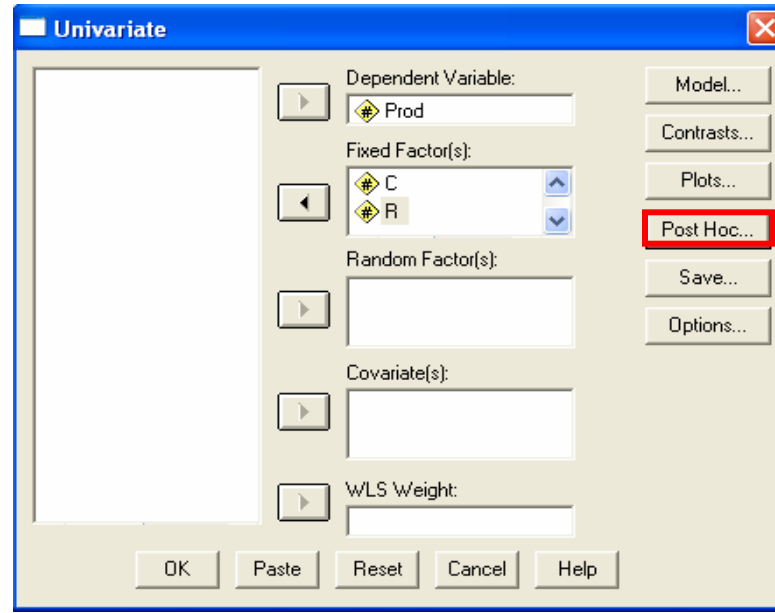 Univariate
Dependent Variable:
# Prod
Fixed Factor(s):
# C
# R
Random Factor(s):
Covariate(s):
WLS Weight:
Model...
Contrasts...
Plots...
Post Hoc...
Save...
Options...
OK
Paste
Reset
Cancel
Help